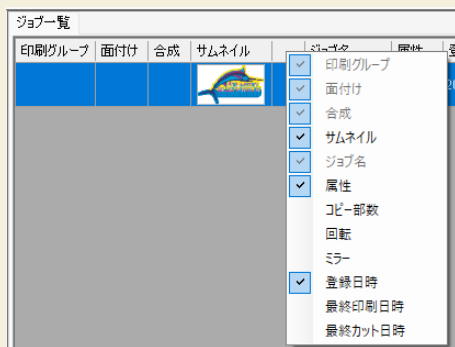 ジョブ一覧
印刷グループ 面付け 合成 サムネイル ジョブ名 属性
印刷グループ
面付け
合成
サムネイル
ジョブ名
属性
コピー部数
回転
ミラー
登録日時
最終印刷日時
最終カット日時